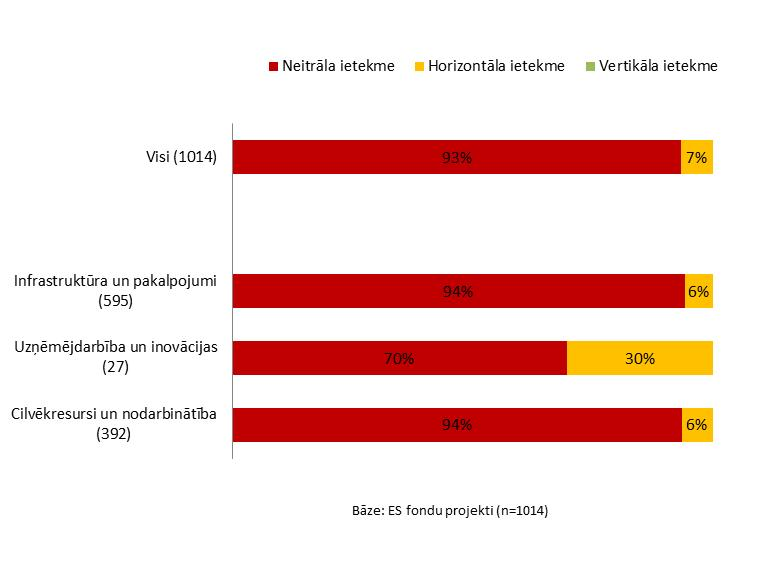 Neitrāla ietekme Horizontāla ietekme Vertikāla ietekme
Visi (1014) 93% 7%
Infrastruktūra un pakalpojumi
(595) 94% 6%
Uzņēmējdarbība un inovācijas
(27) 70% 30%
Cilvēkresursi un nodarbinātība
(392) 94% 6%
Bāze: ES fondu projekti (n=1014)